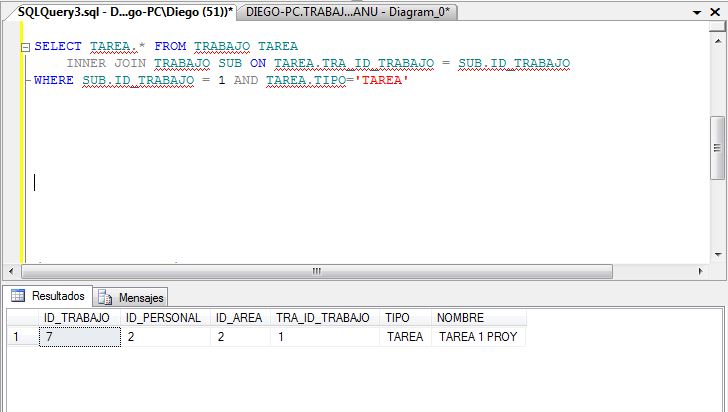 SQLQuery3.sql - D...go-PC\Diego (51))*
DIEGO-PC.TRABAJ...ANU - Diagram_0*
SELECT TAREA.* FROM TRABAJO TAREA
INNER JOIN TRABAJO SUB ON TAREA.TRA_ID_TRABAJO = SUB.ID_TRABAJO
WHERE SUB.ID_TRABAJO = 1 AND TAREA.TIPO='TAREA'
Resultados
Mensajes
ID_TRABAJO ID_PERSONAL ID_AREA TRA_ID_TRABAJO TIPO NOMBRE
1 7 2 2 1 TAREA TAREA 1 PROY